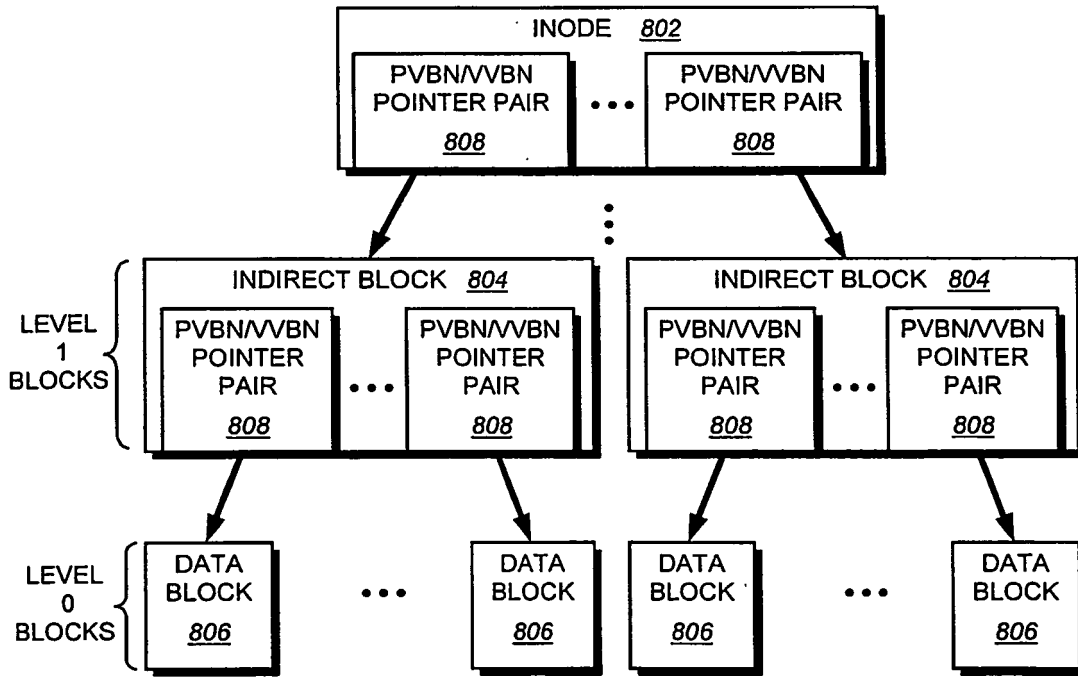 INODE 802
PVBN/VVBN
POINTER PAIR
808
PVBN/VVBN
POINTER PAIR
808
LEVEL
1
BLOCKS
INDIRECT BLOCK 804
PVBN/VVBN
POINTER
PAIR
808
PVBN/VVBN
POINTER
PAIR
808
INDIRECT BLOCK 804
PVBN/VVBN
POINTER
PAIR
808
PVBN/VVBN
POINTER
PAIR
808
LEVEL
0
BLOCKS
DATA
BLOCK
806
DATA
BLOCK
806
DATA
BLOCK
806
DATA
BLOCK
806